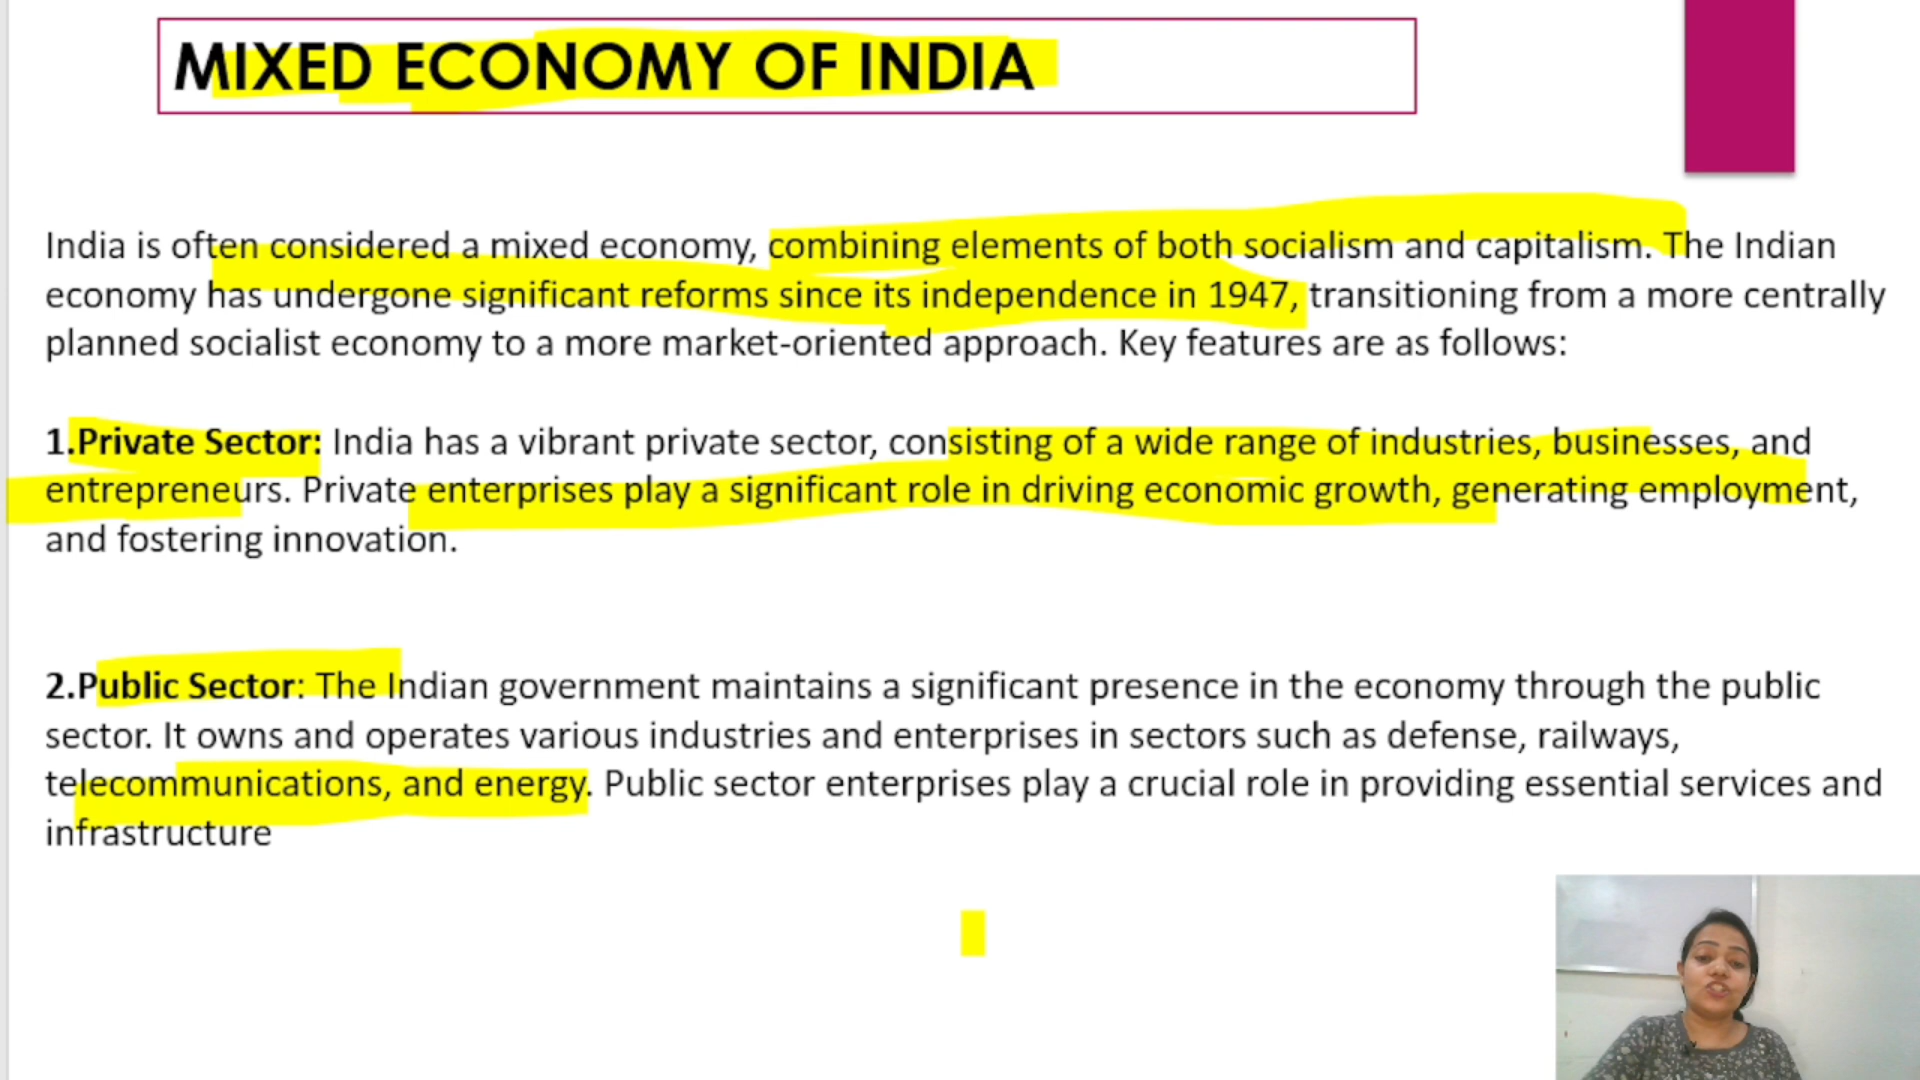 MIXED ECONOMY OF INDIA
India is often considered a mixed economy, combining elements of both socialism and capitalism. The Indian
economy has undergone significant reforms since its independence in 1947, transitioning from a more centrally
planned socialist economy to a more market-oriented approach. Key features are as follows:
1.Private Sector: India has a vibrant private sector, consisting of a wide range of industries, businesses, and
entrepreneurs. Private enterprises play a significant role in driving economic growth, generating employment,
and fostering innovation.
2.Public Sector: The Indian government maintains a significant presence in the economy through the public
sector. It owns and operates various industries and enterprises in sectors such as defense, railways,
telecommunications, and energy. Public sector enterprises play a crucial role in providing essential services and
infrastructure